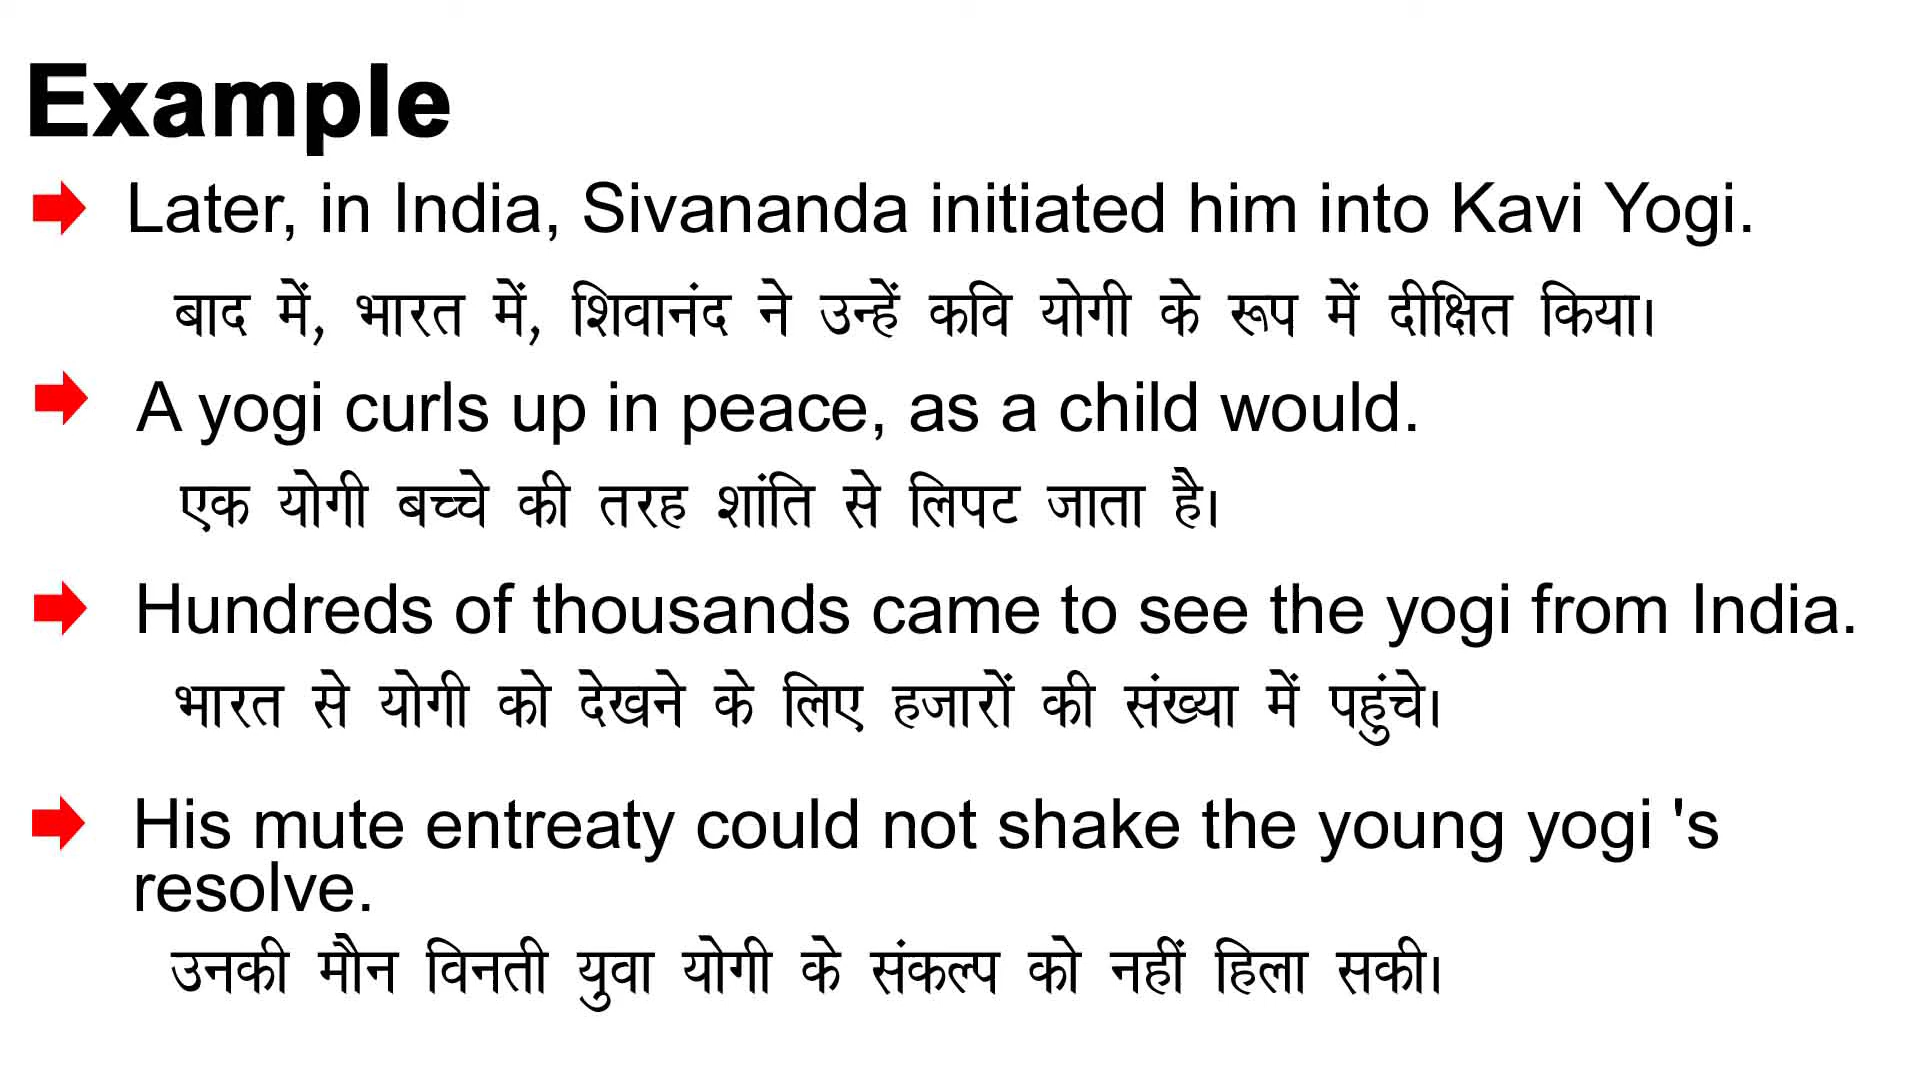 Example
Later, in India, Sivananda initiated him into Kavi Yogi.
बाद में, भारत में, शिवानंद ने उन्हें कवि योगी के रूप में दीक्षित किया।
A yogi curls up in peace, as a child would.
एक योगी बच्चे की तरह शांति से लिपट जाता है।
Hundreds of thousands came to see the yogi from India.
भारत से योगी को देखने के लिए हजारों की संख्या में पहुंचे।
His mute entreaty could not shake the young yogi 's
resolve.
उनकी मौन विनती युवा योगी के संकल्प को नहीं हिला सकी।